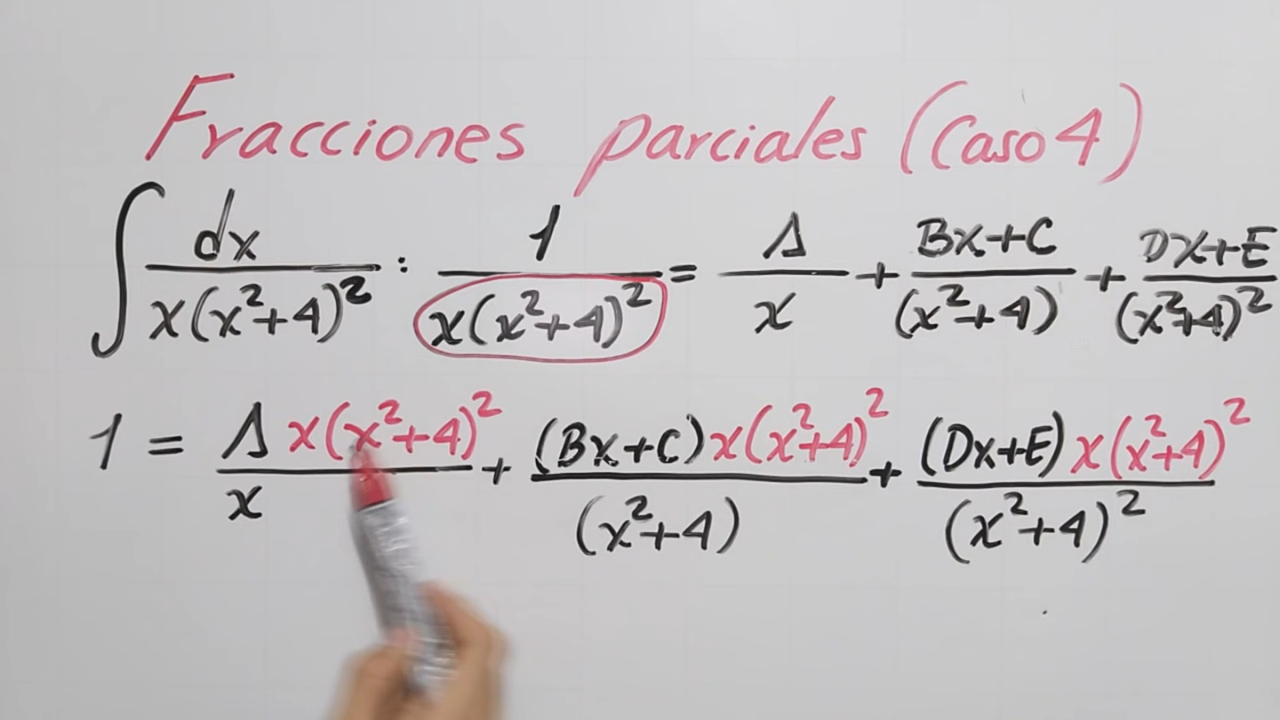 Fracciones parciales (Caso 4)
∫ dx / x(x²+4)² : 1 / x(x²+4)² = A / x + Bx+C / (x²+4) + Dx+E / (x²+4)²
1 = A x(x²+4)² / x + (Bx+C) x(x²+4)² / (x²+4) + (Dx+E) x(x²+4)² / (x²+4)²